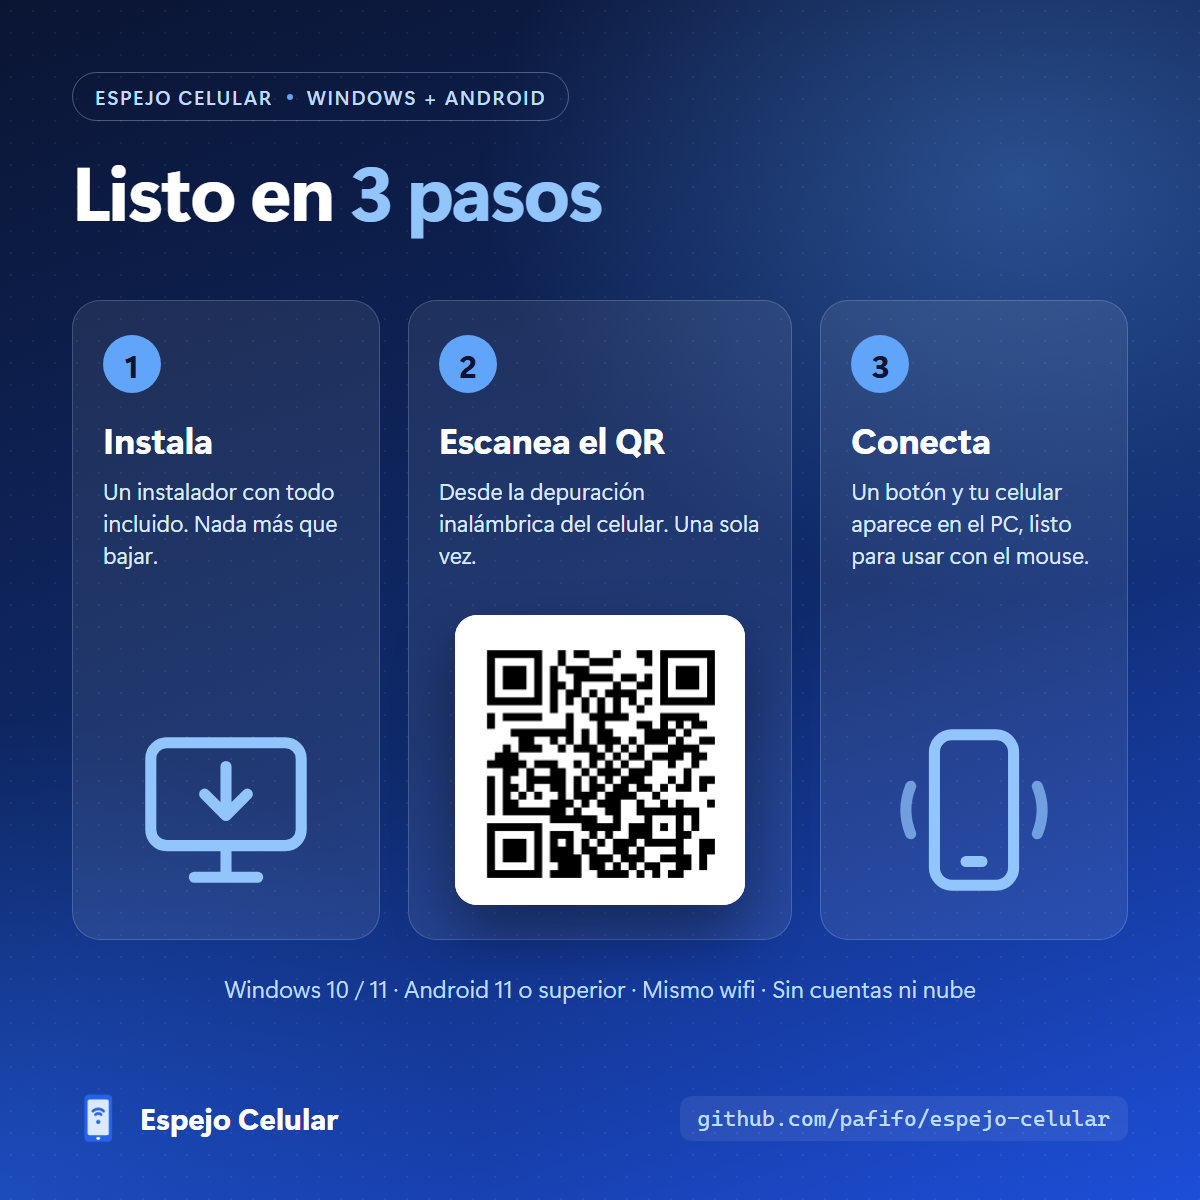 ESPEJO CELULAR • WINDOWS + ANDROID
Listo en 3 pasos
1
Instala
Un instalador con todo
incluido. Nada más que
bajar.
2
Escanea el QR
Desde la depuración
inalámbrica del celular. Una sola
vez.
3
Conecta
Un botón y tu celular
aparece en el PC, listo
para usar con el mouse.
Windows 10 / 11 · Android 11 o superior · Mismo wifi · Sin cuentas ni nube
Espejo Celular
github.com/pafifo/espejo-celular